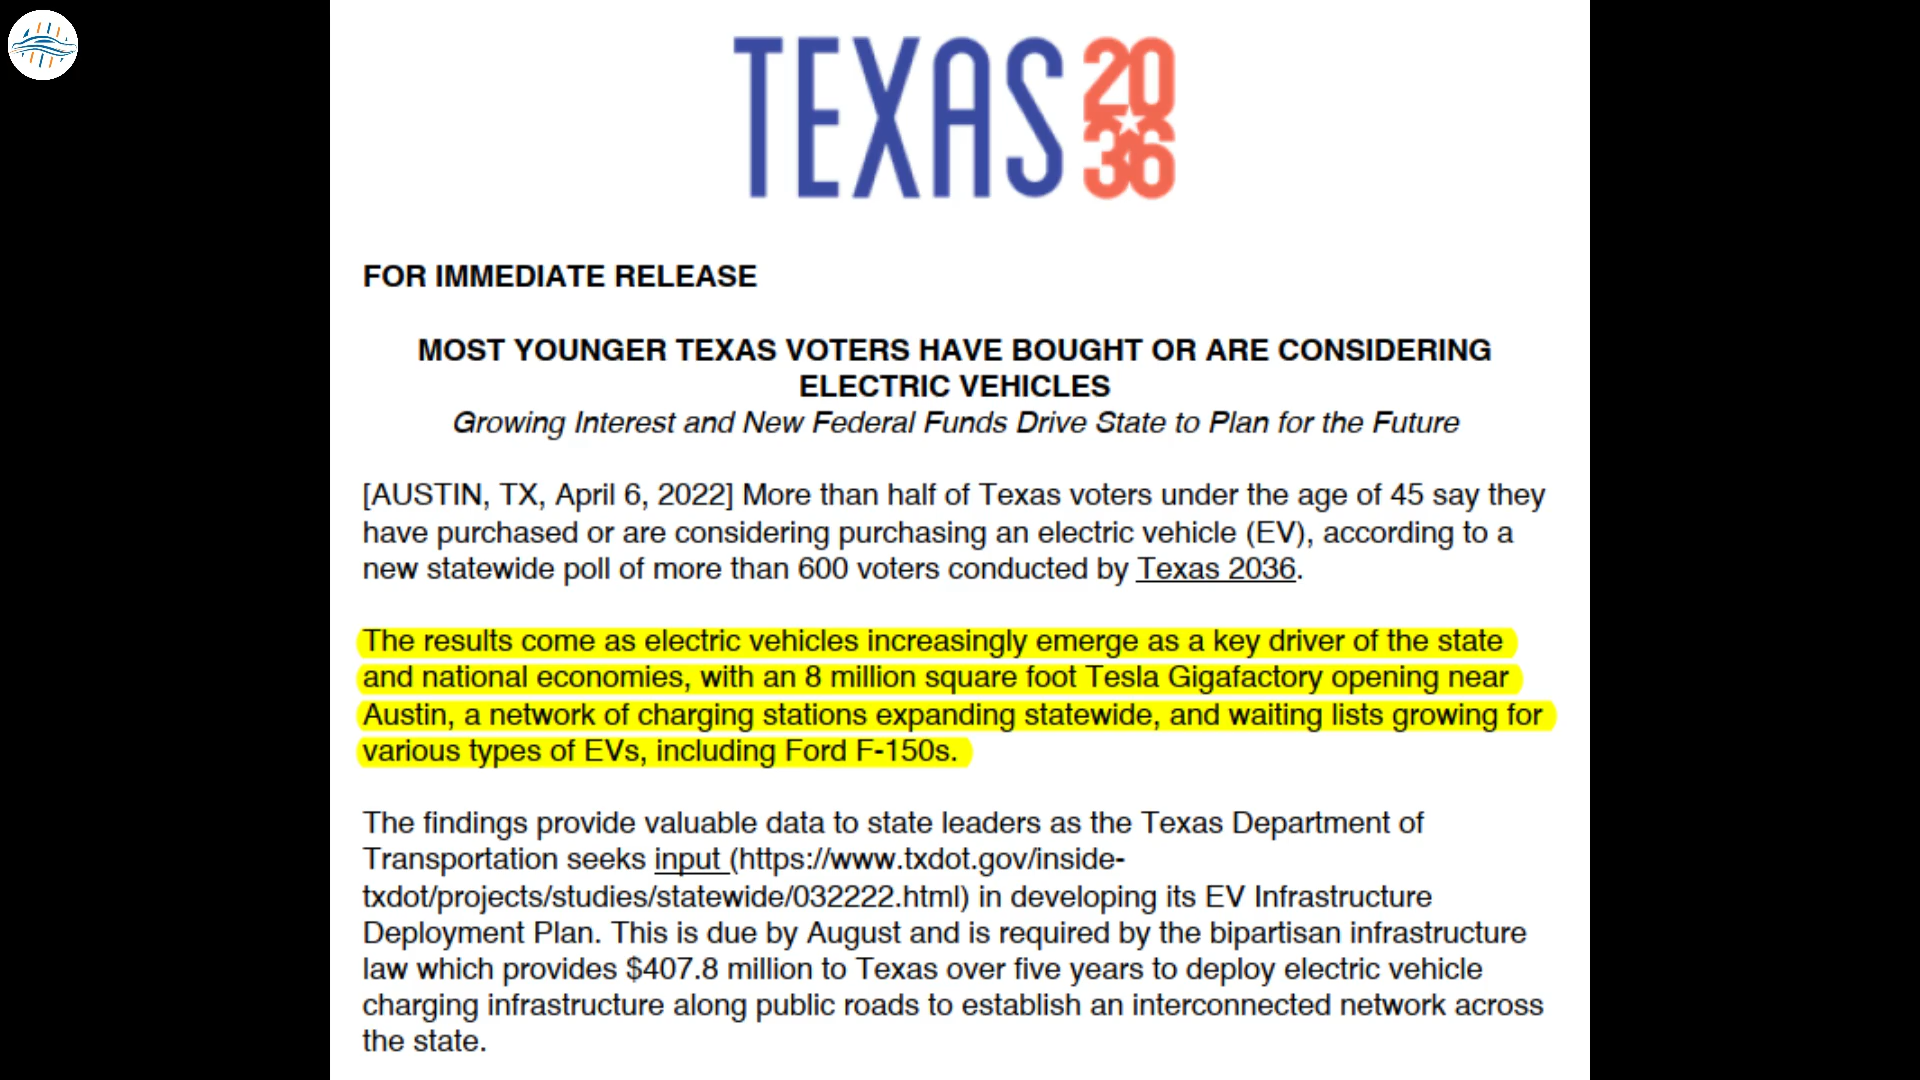 TEXAS 2036
FOR IMMEDIATE RELEASE
MOST YOUNGER TEXAS VOTERS HAVE BOUGHT OR ARE CONSIDERING
ELECTRIC VEHICLES
Growing Interest and New Federal Funds Drive State to Plan for the Future
[AUSTIN, TX, April 6, 2022] More than half of Texas voters under the age of 45 say they
have purchased or are considering purchasing an electric vehicle (EV), according to a
new statewide poll of more than 600 voters conducted by Texas 2036.
The results come as electric vehicles increasingly emerge as a key driver of the state
and national economies, with an 8 million square foot Tesla Gigafactory opening near
Austin, a network of charging stations expanding statewide, and waiting lists growing for
various types of EVs, including Ford F-150s.
The findings provide valuable data to state leaders as the Texas Department of
Transportation seeks input (https://www.txdot.gov/inside-
txdot/projects/studies/statewide/032222.html) in developing its EV Infrastructure
Deployment Plan. This is due by August and is required by the bipartisan infrastructure
law which provides $407.8 million to Texas over five years to deploy electric vehicle
charging infrastructure along public roads to establish an interconnected network across
the state.